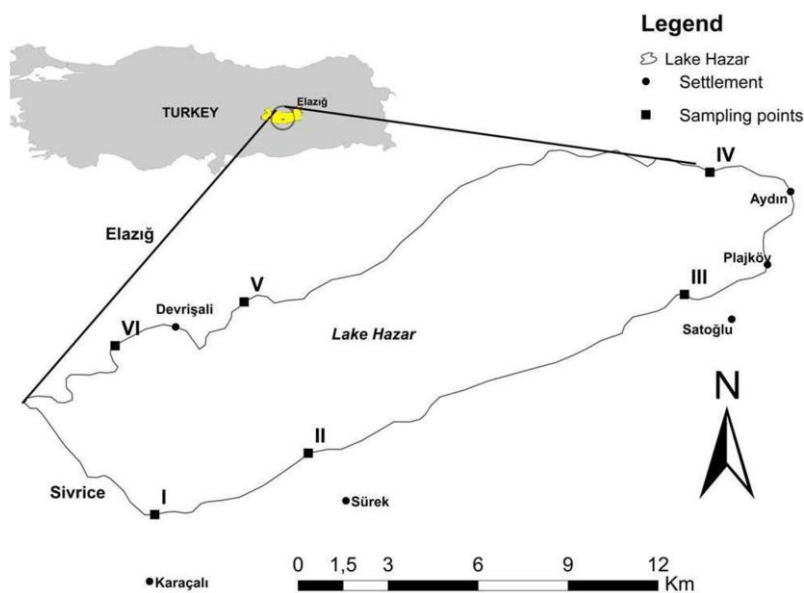 Legend
Lake Hazar
Settlement
Sampling points
TURKEY
Elazığ
IV
Aydın
Elazığ
Plajköy
V
III
Devrişali
VI
Satoğlu
Lake Hazar
N
II
Sivrice
I
Sürek
Karaçalı
0 1,5 3 6 9 12
Km